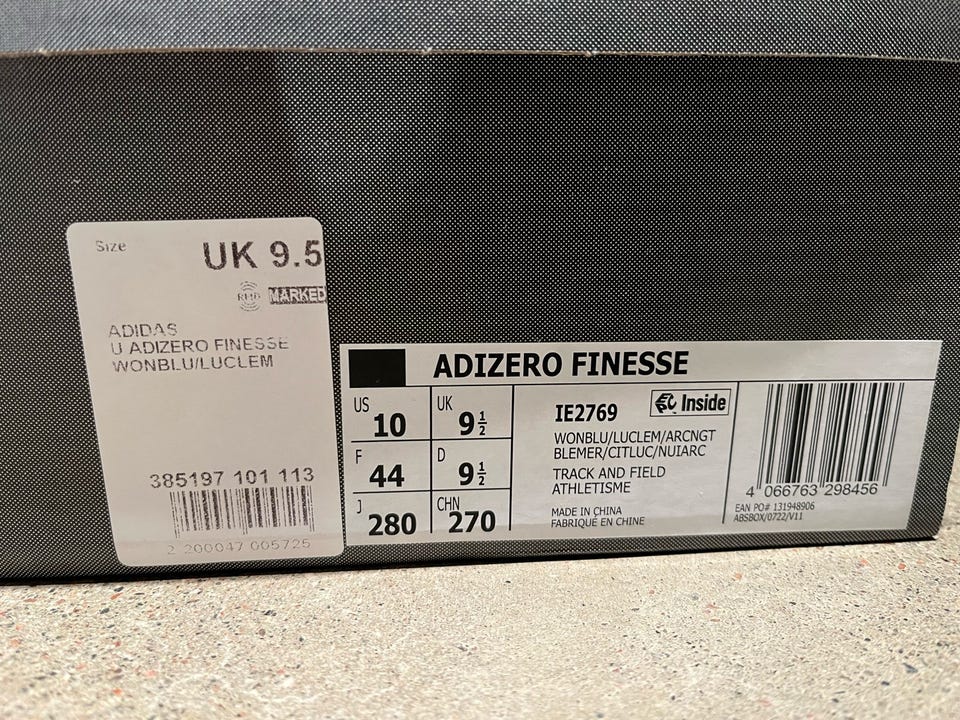 Size
UK 9.5
RFID MARKED
ADIDAS
U ADIZERO FINESSE
WONBLU/LUCLEM
385197 101 113
2 200047 005725
ADIZERO FINESSE
US 10
UK 9½
F 44
D 9½
J 280
CHN 270
IE2769
Inside
WONBLU/LUCLEM/ARCNGT
BLEMER/CITLUC/NUIARC
TRACK AND FIELD
ATHLETISME
MADE IN CHINA
FABRIQUÉ EN CHINE
4 066763 298456
EAN PO# 131948906
ABSBOX/0722/V11